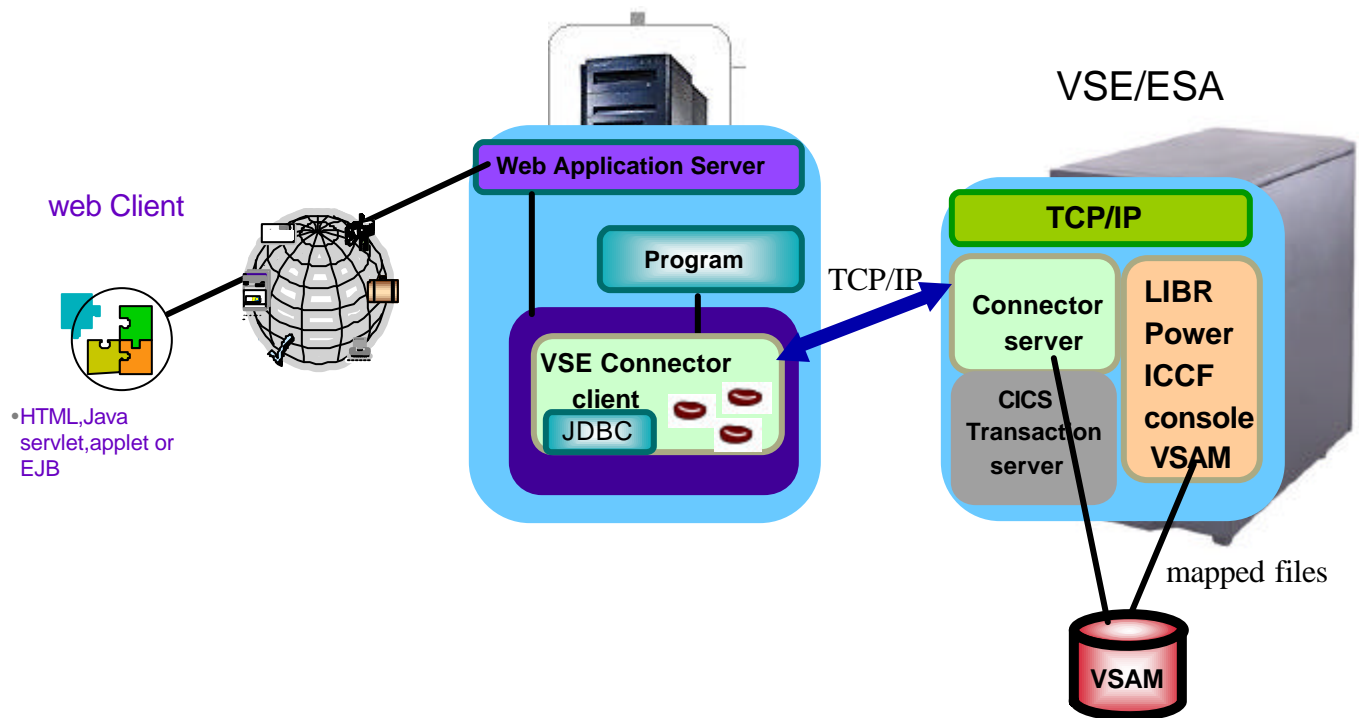 VSE/ESA
Web Application Server
web Client
TCP/IP
Program
TCP/IP
Connector
server
LIBR
Power
ICCF
console
VSAM
VSE Connector
client
JDBC
CICS
Transaction
server
•HTML,Java
servlet,applet or
EJB
mapped files
VSAM